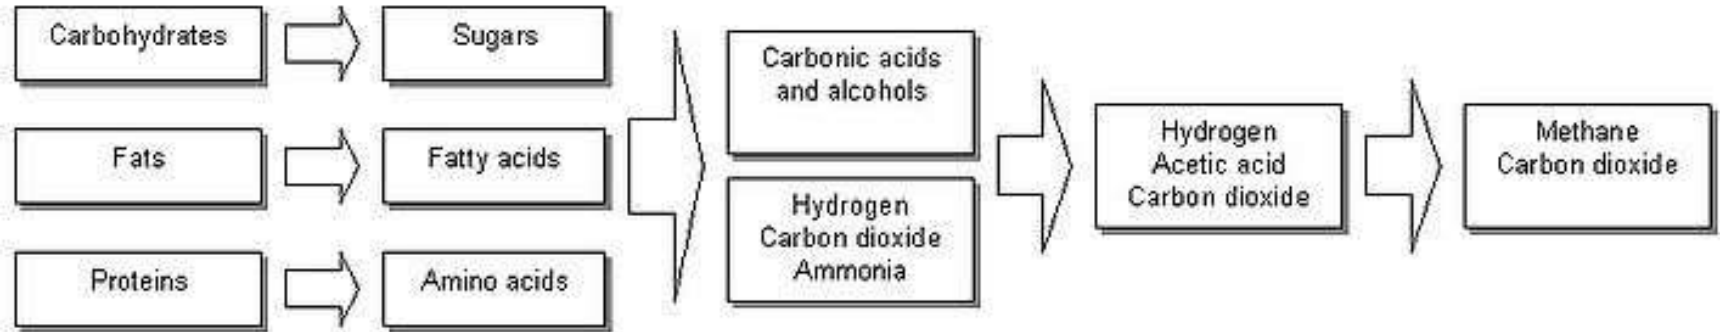 Carbohydrates
Sugars
Fats
Fatty acids
Proteins
Amino acids
Carbonic acids
and alcohols
Hydrogen
Carbon dioxide
Ammonia
Hydrogen
Acetic acid
Carbon dioxide
Methane
Carbon dioxide